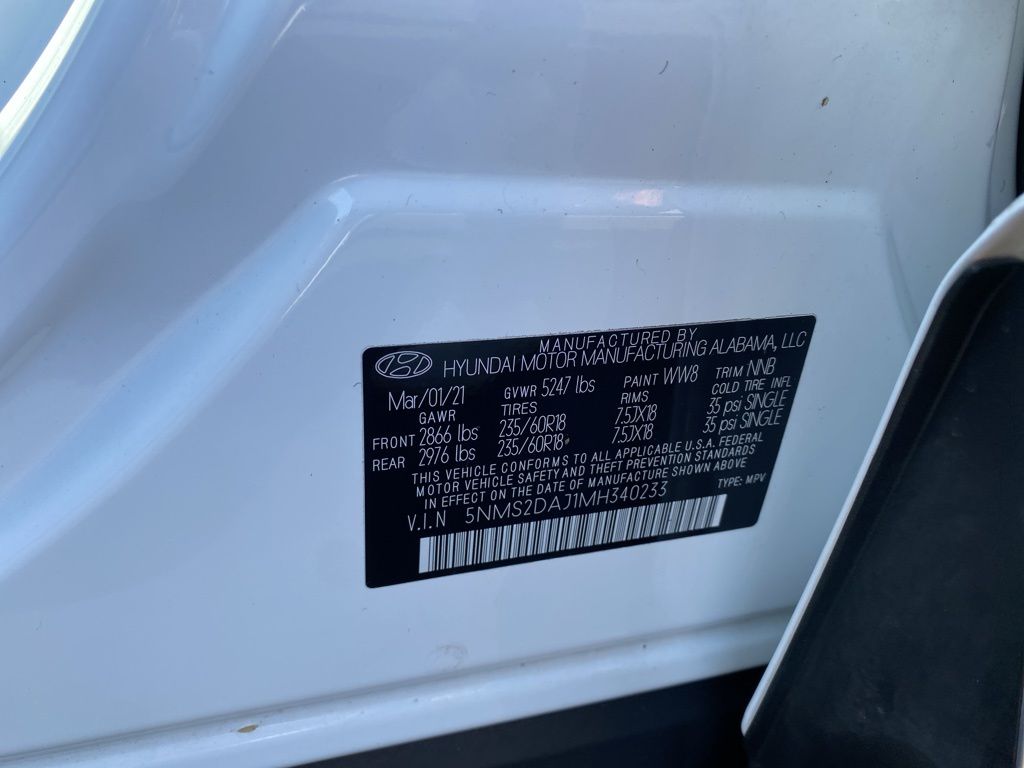 MANUFACTURED BY
HYUNDAI MOTOR MANUFACTURING ALABAMA, LLC
Mar/01/21 GVWR 5247 lbs PAINT WW8 TRIM NNB
GAWR TIRES RIMS COLD TIRE INFL
FRONT 2866 lbs 235/60R18 7.5JX18 35 psi SINGLE
REAR 2976 lbs 235/60R18 7.5JX18 35 psi SINGLE
THIS VEHICLE CONFORMS TO ALL APPLICABLE U.S.A. FEDERAL
MOTOR VEHICLE SAFETY AND THEFT PREVENTION STANDARDS
IN EFFECT ON THE DATE OF MANUFACTURE SHOWN ABOVE
V.I.N 5NMS2DAJ1MH340233 TYPE: MPV